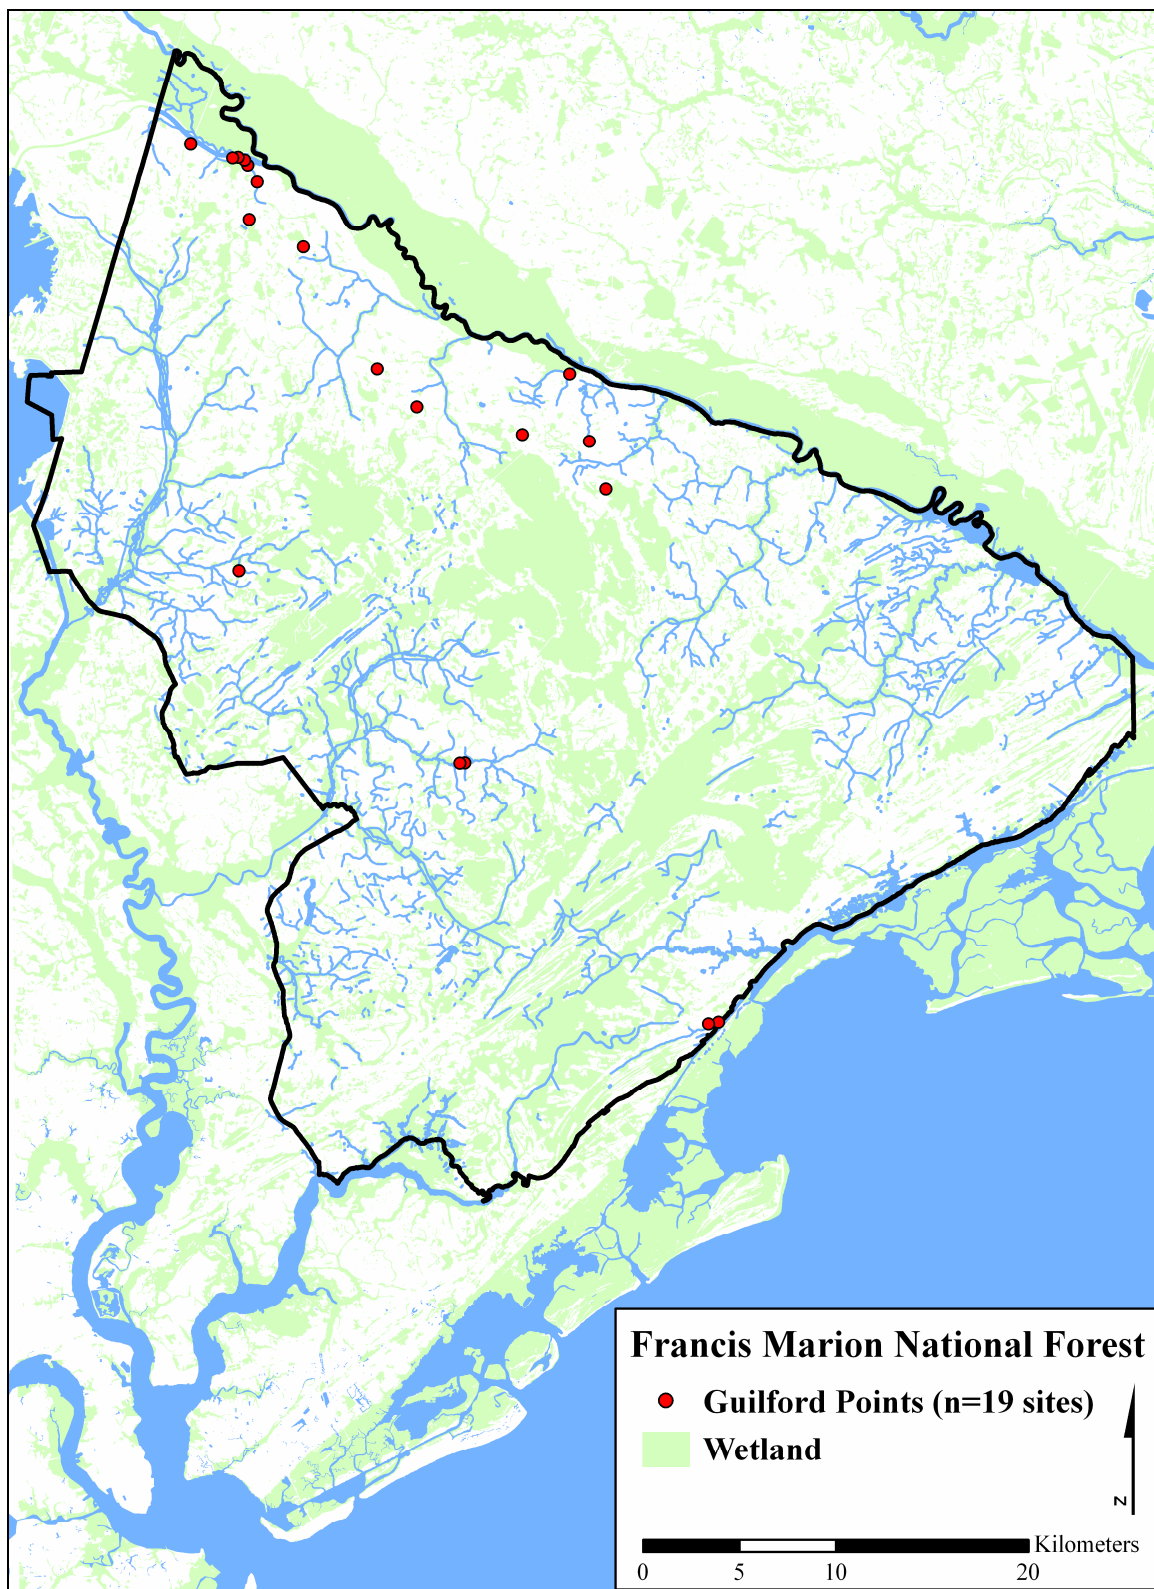 Francis Marion National Forest
Guilford Points (n=19 sites)
Wetland
N
Kilometers
0 5 10 20